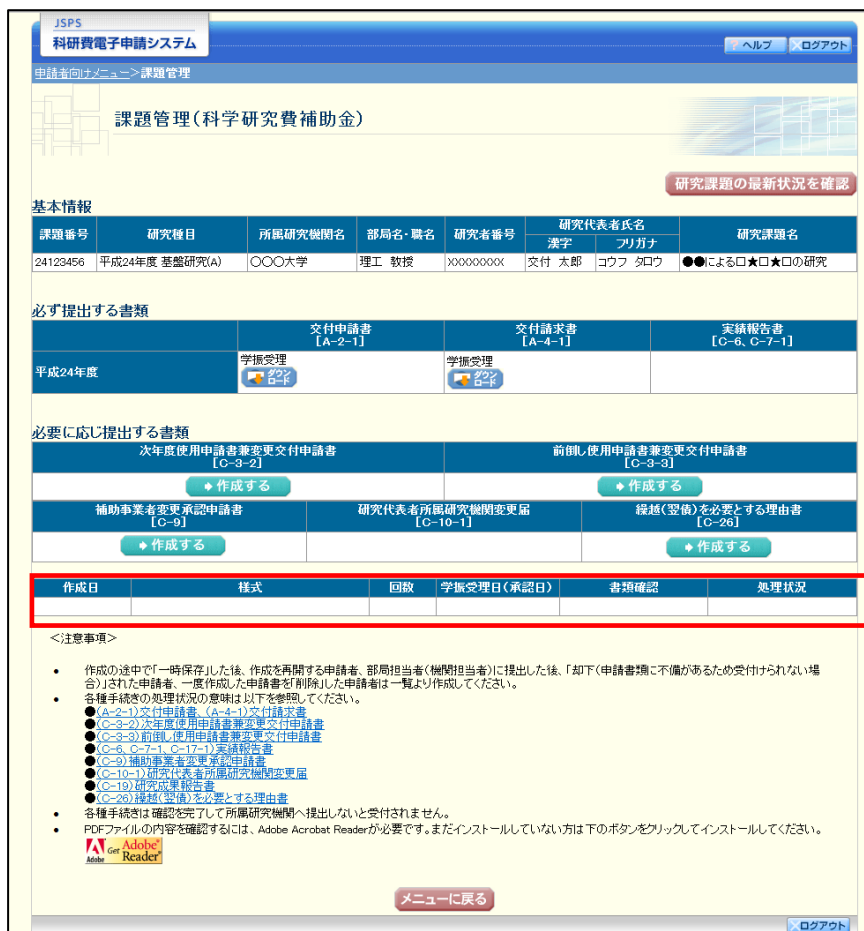 JSPS
科研費電子申請システム
?ヘルプ ×ログアウト
申請者向けメニュー>課題管理
課題管理(科学研究費補助金)
研究課題の最新状況を確認
基本情報
課題番号 研究種目 所属研究機関名 部局名・職名 研究者番号 研究代表者氏名 研究課題名
漢字 フリガナ
24123456 平成24年度 基盤研究(A) ○○○大学 理工 教授 XXXXXXXX 交付 太郎 コウフ タロウ ●●による□★□★□の研究
必ず提出する書類
交付申請書 交付請求書 実績報告書
[A-2-1] [A-4-1] [C-6、C-7-1]
平成24年度 学振受理 学振受理
ダウンロード ダウンロード
必要に応じ提出する書類
次年度使用申請書兼変更交付申請書 前倒し使用申請書兼変更交付申請書
[C-3-2] [C-3-3]
作成する 作成する
補助事業者変更承認申請書 研究代表者所属研究機関変更届 繰越(翌債)を必要とする理由書
[C-9] [C-10-1] [C-26]
作成する 作成する
作成日 様式 回数 学振受理日(承認日) 書類確認 処理状況
<注意事項>
• 作成の途中で「一時保存」した後、作成を再開する申請者、部局担当者(機関担当者)に提出した後、「却下(申請書類に不備があるため受付けられない場
合)」された申請者、一度作成した申請書を「削除」した申請者は一覧より作成してください。
• 各種手続きの処理状況の意味は以下を参照してください。
●(A-2-1)交付申請書、(A-4-1)交付請求書
●(C-3-2)次年度使用申請書兼変更交付申請書
●(C-3-3)前倒し使用申請書兼変更交付申請書
●(C-6、C-7-1、C-17-1)実績報告書
●(C-9)補助事業者変更承認申請書
●(C-10-1)研究代表者所属研究機関変更届
●(C-19)研究成果報告書
●(C-26)繰越(翌債)を必要とする理由書
• 各種手続きは確認を完了して所属研究機関へ提出しないと受付されません。
• PDFファイルの内容を確認するには、Adobe Acrobat Readerが必要です。まだインストールしていない方は下のボタンをクリックしてインストールしてください。
Adobe Get Adobe® Reader®
メニューに戻る
×ログアウト